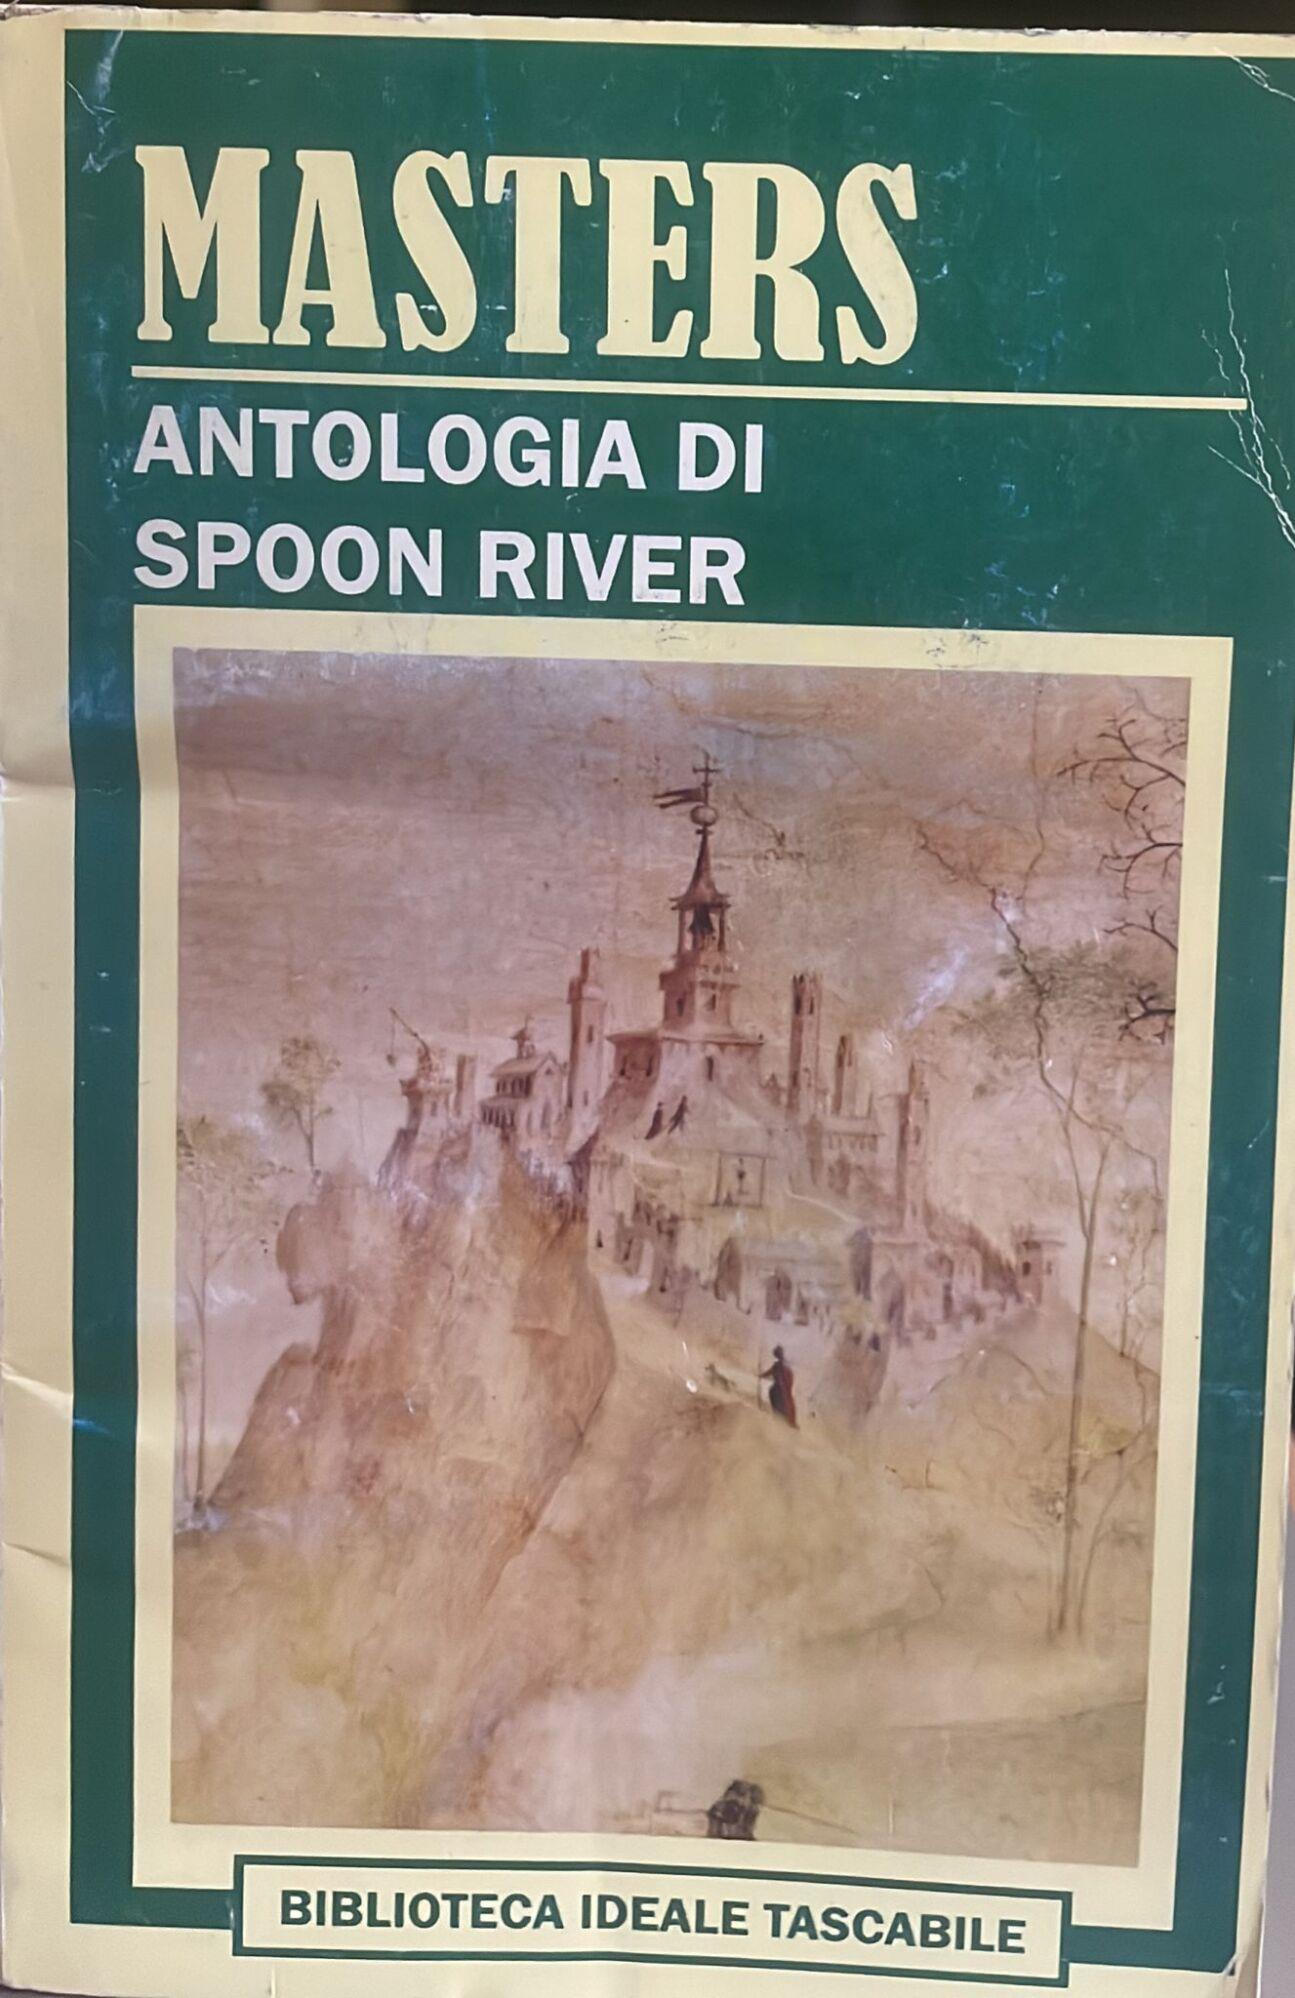 MASTERS
ANTOLOGIA DI
SPOON RIVER
BIBLIOTECA IDEALE TASCABILE